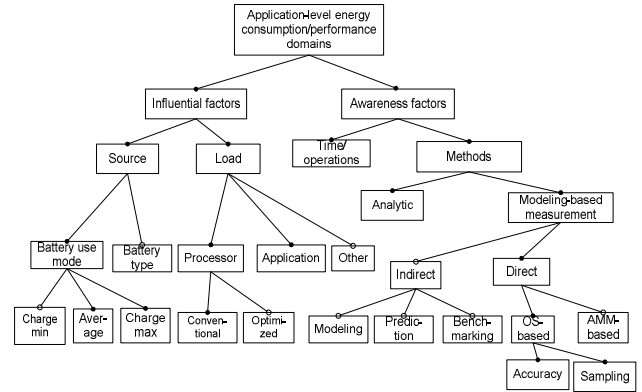 Application-level energy
consumption/performance
domains
Influential factors
Awareness factors
Source
Load
Time/
operations
Methods
Analytic
Modeling-based
measurement
Battery use
mode
Battery
type
Processor
Application
Other
Indirect
Direct
Charge
min
Aver-
age
Charge
max
Conven-
tional
Optimi-
zed
Modeling
Predic-
tion
Bench-
marking
OS-
based
AMM-
based
Accuracy
Sampling